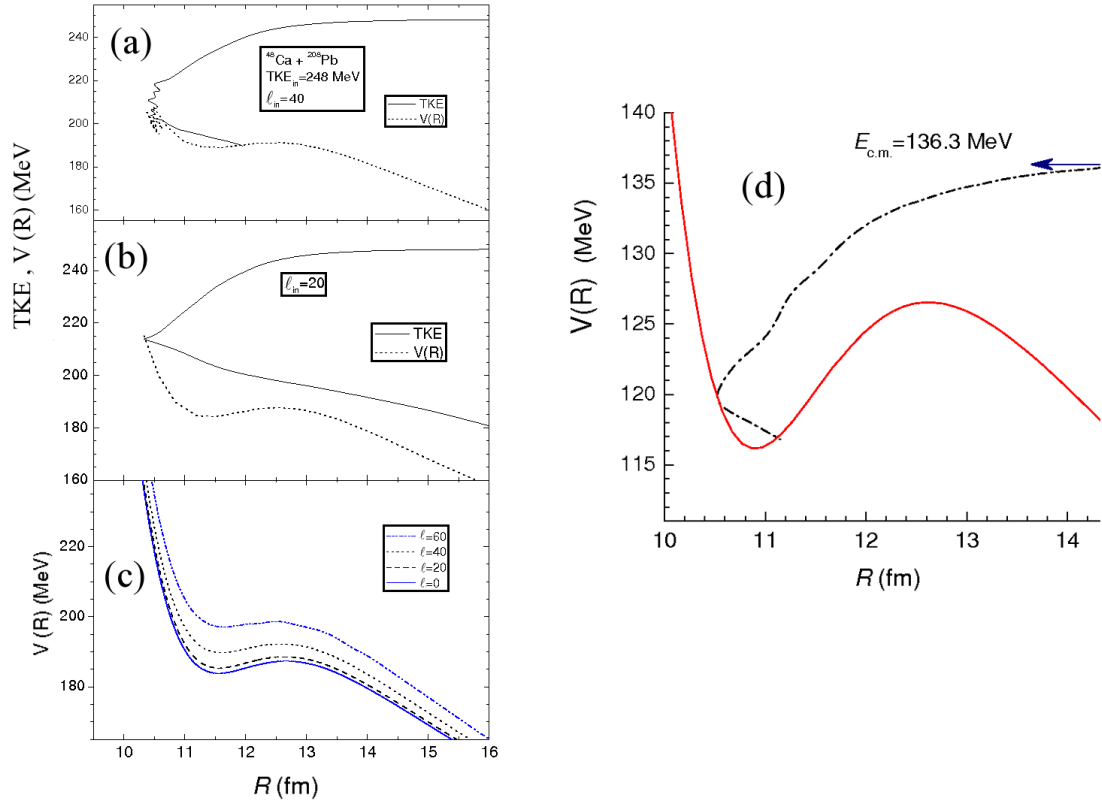 TKE , V (R) (MeV
(a)
240
220
200
180
160
⁴⁸Ca + ²⁰⁸Pb
TKEᵢₙ=248 MeV
ℓᵢₙ=40
TKE
V(R)
(b)
240
220
200
180
160
ℓᵢₙ=20
TKE
V(R)
V (R) (MeV)
(c)
220
200
180
ℓ=60
ℓ=40
ℓ=20
ℓ=0
10 11 12 13 14 15 16
R (fm)
V(R) (MeV)
140
135
130
125
120
115
(d)
E c.m.=136.3 MeV
10 11 12 13 14
R (fm)